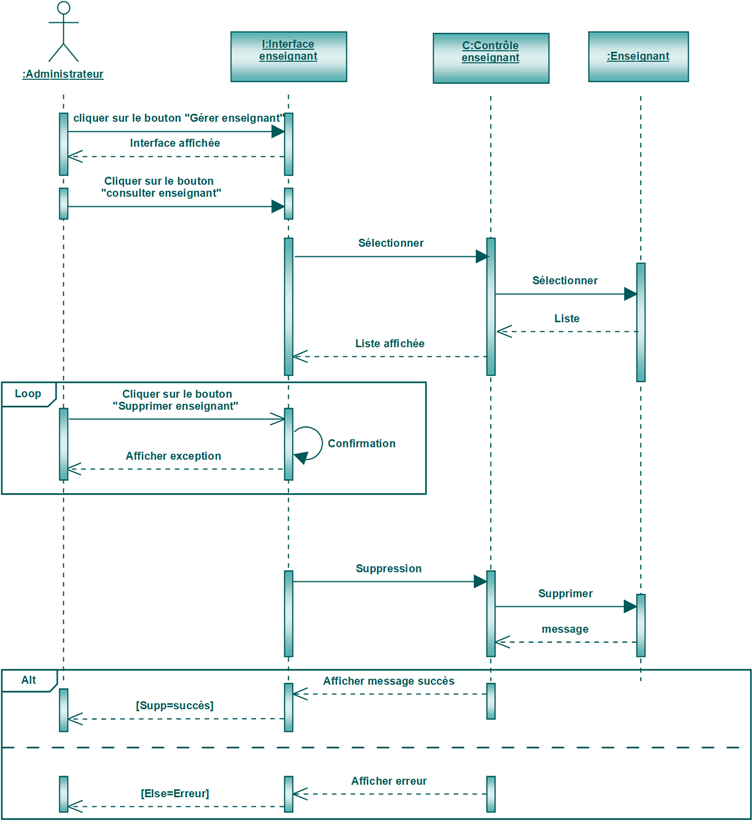 :Administrateur
I:Interface
enseignant
C:Contrôle
enseignant
:Enseignant
cliquer sur le bouton "Gérer enseignant"
Interface affichée
Cliquer sur le bouton
"consulter enseignant"
Sélectionner
Sélectionner
Liste
Liste affichée
Loop
Cliquer sur le bouton
"Supprimer enseignant"
Confirmation
Afficher exception
Suppression
Supprimer
message
Alt
Afficher message succès
[Supp=succès]
Afficher erreur
[Else=Erreur]